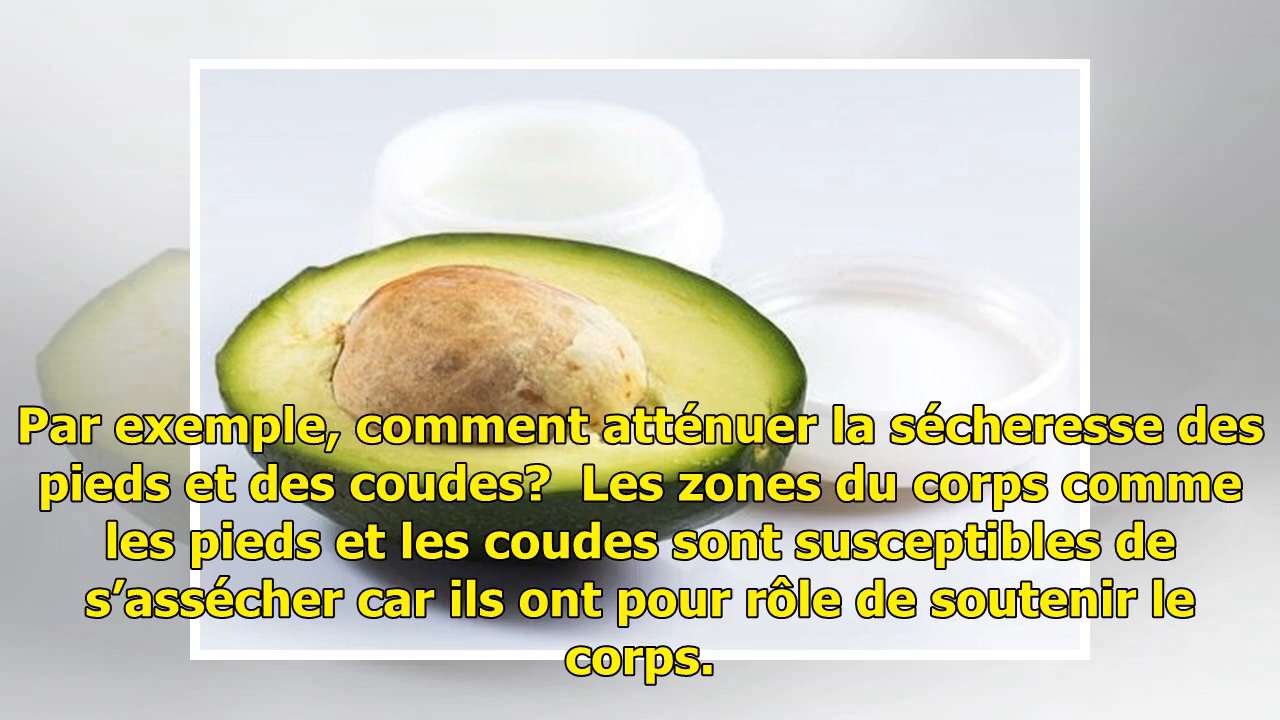 Par exemple, comment atténuer la sécheresse des
pieds et des coudes?  Les zones du corps comme
les pieds et les coudes sont susceptibles de
s’assécher car ils ont pour rôle de soutenir le
corps.